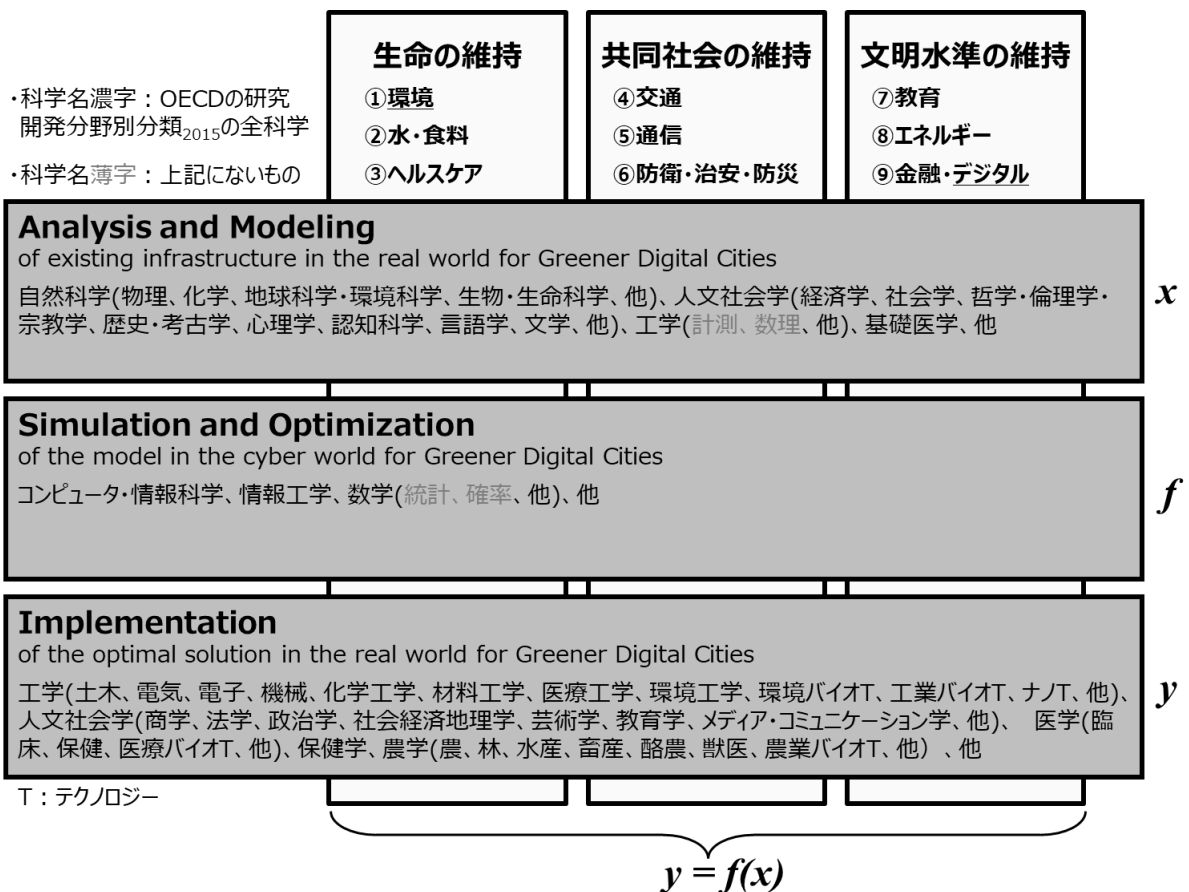 生命の維持
①環境
②水・食料
③ヘルスケア
共同社会の維持
④交通
⑤通信
⑥防衛・治安・防災
文明水準の維持
⑦教育
⑧エネルギー
⑨金融・デジタル
・科学名濃字：OECDの研究
開発分野別分類2015の全科学
・科学名薄字：上記にないもの
Analysis and Modeling
of existing infrastructure in the real world for Greener Digital Cities
自然科学(物理、化学、地球科学・環境科学、生物・生命科学、他)、人文社会学(経済学、社会学、哲学・倫理学・
宗教学、歴史・考古学、心理学、認知科学、言語学、文学、他)、工学(計測、数理、他)、基礎医学、他
x
Simulation and Optimization
of the model in the cyber world for Greener Digital Cities
コンピュータ・情報科学、情報工学、数学(統計、確率、他)、他
f
Implementation
of the optimal solution in the real world for Greener Digital Cities
工学(土木、電気、電子、機械、化学工学、材料工学、医療工学、環境工学、環境バイオT、工業バイオT、ナノT、他)、
人文社会学(商学、法学、政治学、社会経済地理学、芸術学、教育学、メディア・コミュニケーション学、他)、 医学(臨
床、保健、医療バイオT、他)、保健学、農学(農、林、水産、畜産、酪農、獣医、農業バイオT、他）、他
y
T：テクノロジー
y = f(x)